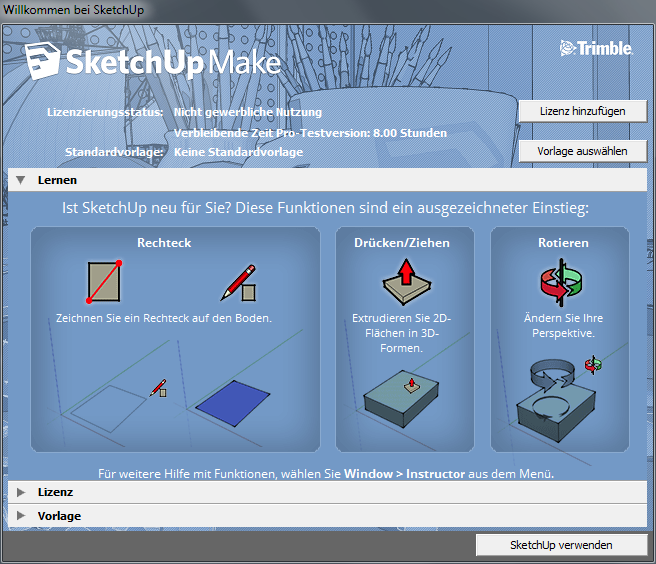 Willkommen bei SketchUp
SketchUp Make
Trimble.
Lizenzierungsstatus: Nicht gewerbliche Nutzung
Lizenz hinzufügen
Verbleibende Zeit Pro-Testversion: 8.00 Stunden
Standardvorlage: Keine Standardvorlage
Vorlage auswählen
Lernen
Ist SketchUp neu für Sie? Diese Funktionen sind ein ausgezeichneter Einstieg:
Rechteck
Zeichnen Sie ein Rechteck auf den Boden.
Drücken/Ziehen
Extrudieren Sie 2D-
Flächen in 3D-
Formen.
Rotieren
Ändern Sie Ihre
Perspektive.
Für weitere Hilfe mit Funktionen, wählen Sie Window > Instructor aus dem Menü.
Lizenz
Vorlage
SketchUp verwenden